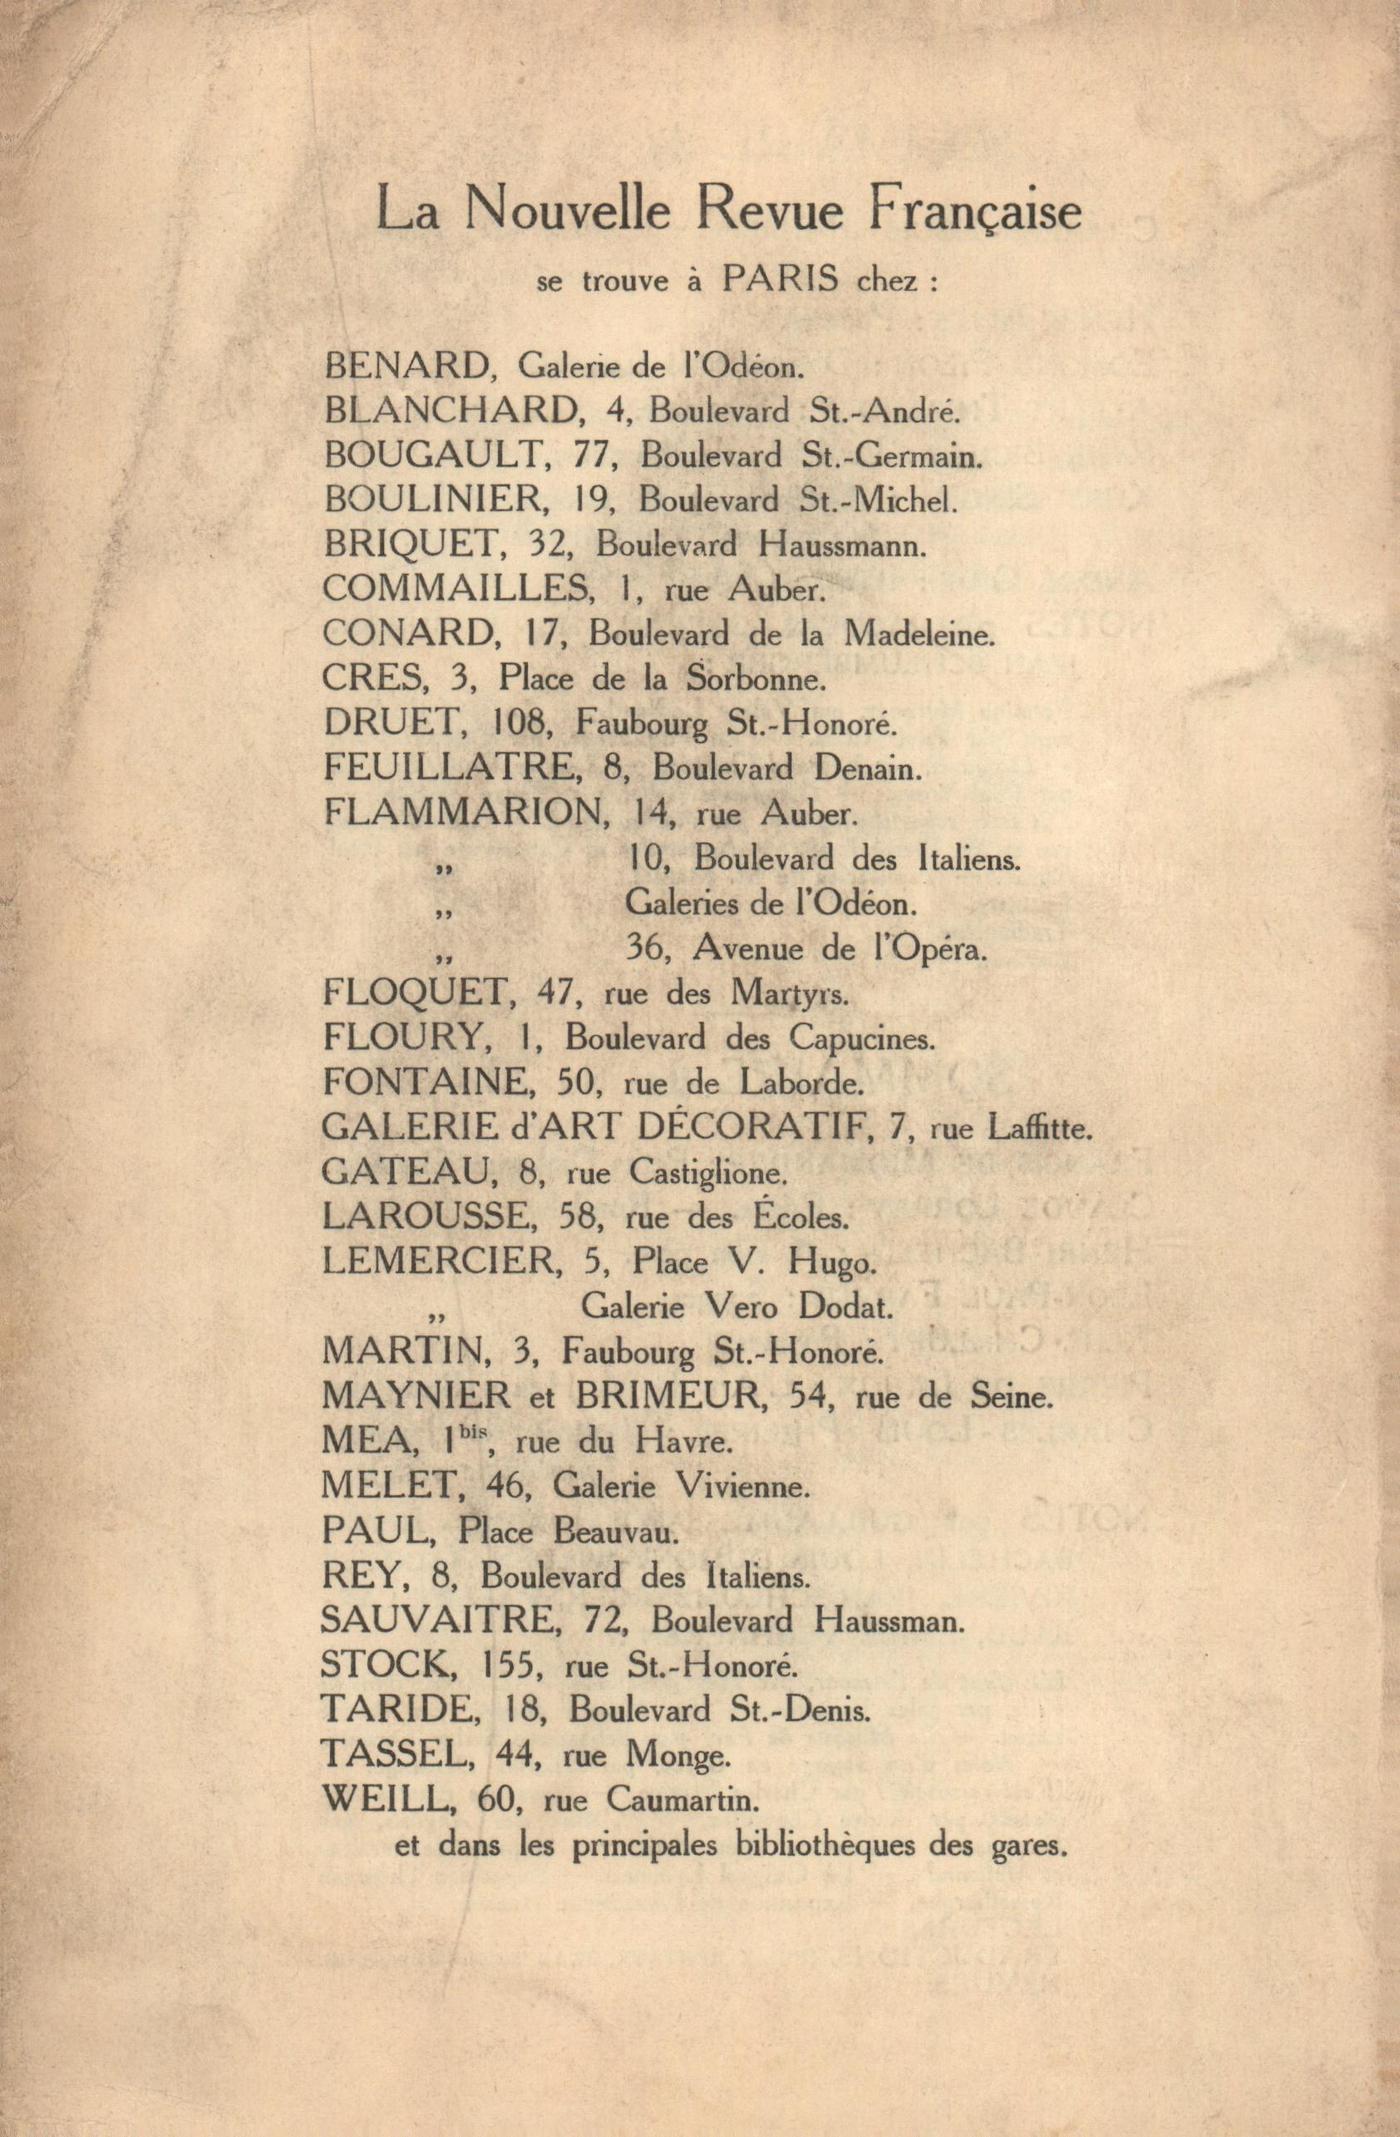 La Nouvelle Revue Française
se trouve à PARIS chez :
BENARD, Galerie de l'Odéon.
BLANCHARD, 4, Boulevard St.-André.
BOUGAULT, 77, Boulevard St.-Germain.
BOULINIER, 19, Boulevard St.-Michel.
BRIQUET, 32, Boulevard Haussmann.
COMMAILLES, 1, rue Auber.
CONARD, 17, Boulevard de la Madeleine.
CRES, 3, Place de la Sorbonne.
DRUET, 108, Faubourg St.-Honoré.
FEUILLATRE, 8, Boulevard Denain.
FLAMMARION, 14, rue Auber.
„ 10, Boulevard des Italiens.
„ Galeries de l'Odéon.
„ 36, Avenue de l'Opéra.
FLOQUET, 47, rue des Martyrs.
FLOURY, 1, Boulevard des Capucines.
FONTAINE, 50, rue de Laborde.
GALERIE d'ART DÉCORATIF, 7, rue Laffitte.
GATEAU, 8, rue Castiglione.
LAROUSSE, 58, rue des Écoles.
LEMERCIER, 5, Place V. Hugo.
„ Galerie Vero Dodat.
MARTIN, 3, Faubourg St.-Honoré.
MAYNIER et BRIMEUR, 54, rue de Seine.
MEA, 1bis, rue du Havre.
MELET, 46, Galerie Vivienne.
PAUL, Place Beauvau.
REY, 8, Boulevard des Italiens.
SAUVAITRE, 72, Boulevard Haussman.
STOCK, 155, rue St.-Honoré.
TARIDE, 18, Boulevard St.-Denis.
TASSEL, 44, rue Monge.
WEILL, 60, rue Caumartin.
et dans les principales bibliothèques des gares.